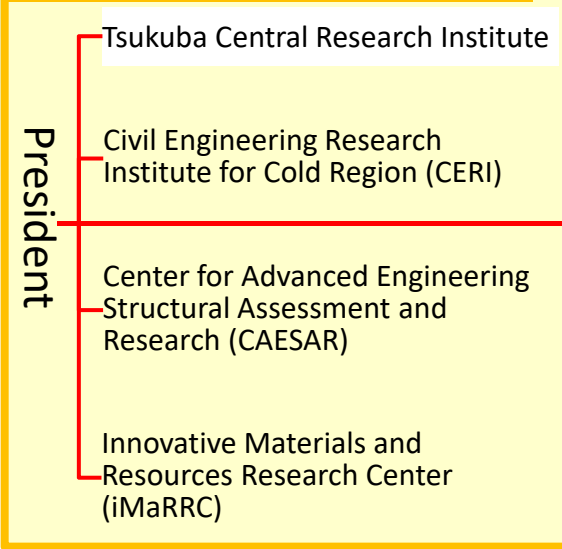 President
Tsukuba Central Research Institute
Civil Engineering Research
Institute for Cold Region (CERI)
Center for Advanced Engineering
Structural Assessment and
Research (CAESAR)
Innovative Materials and
Resources Research Center
(iMaRRC)